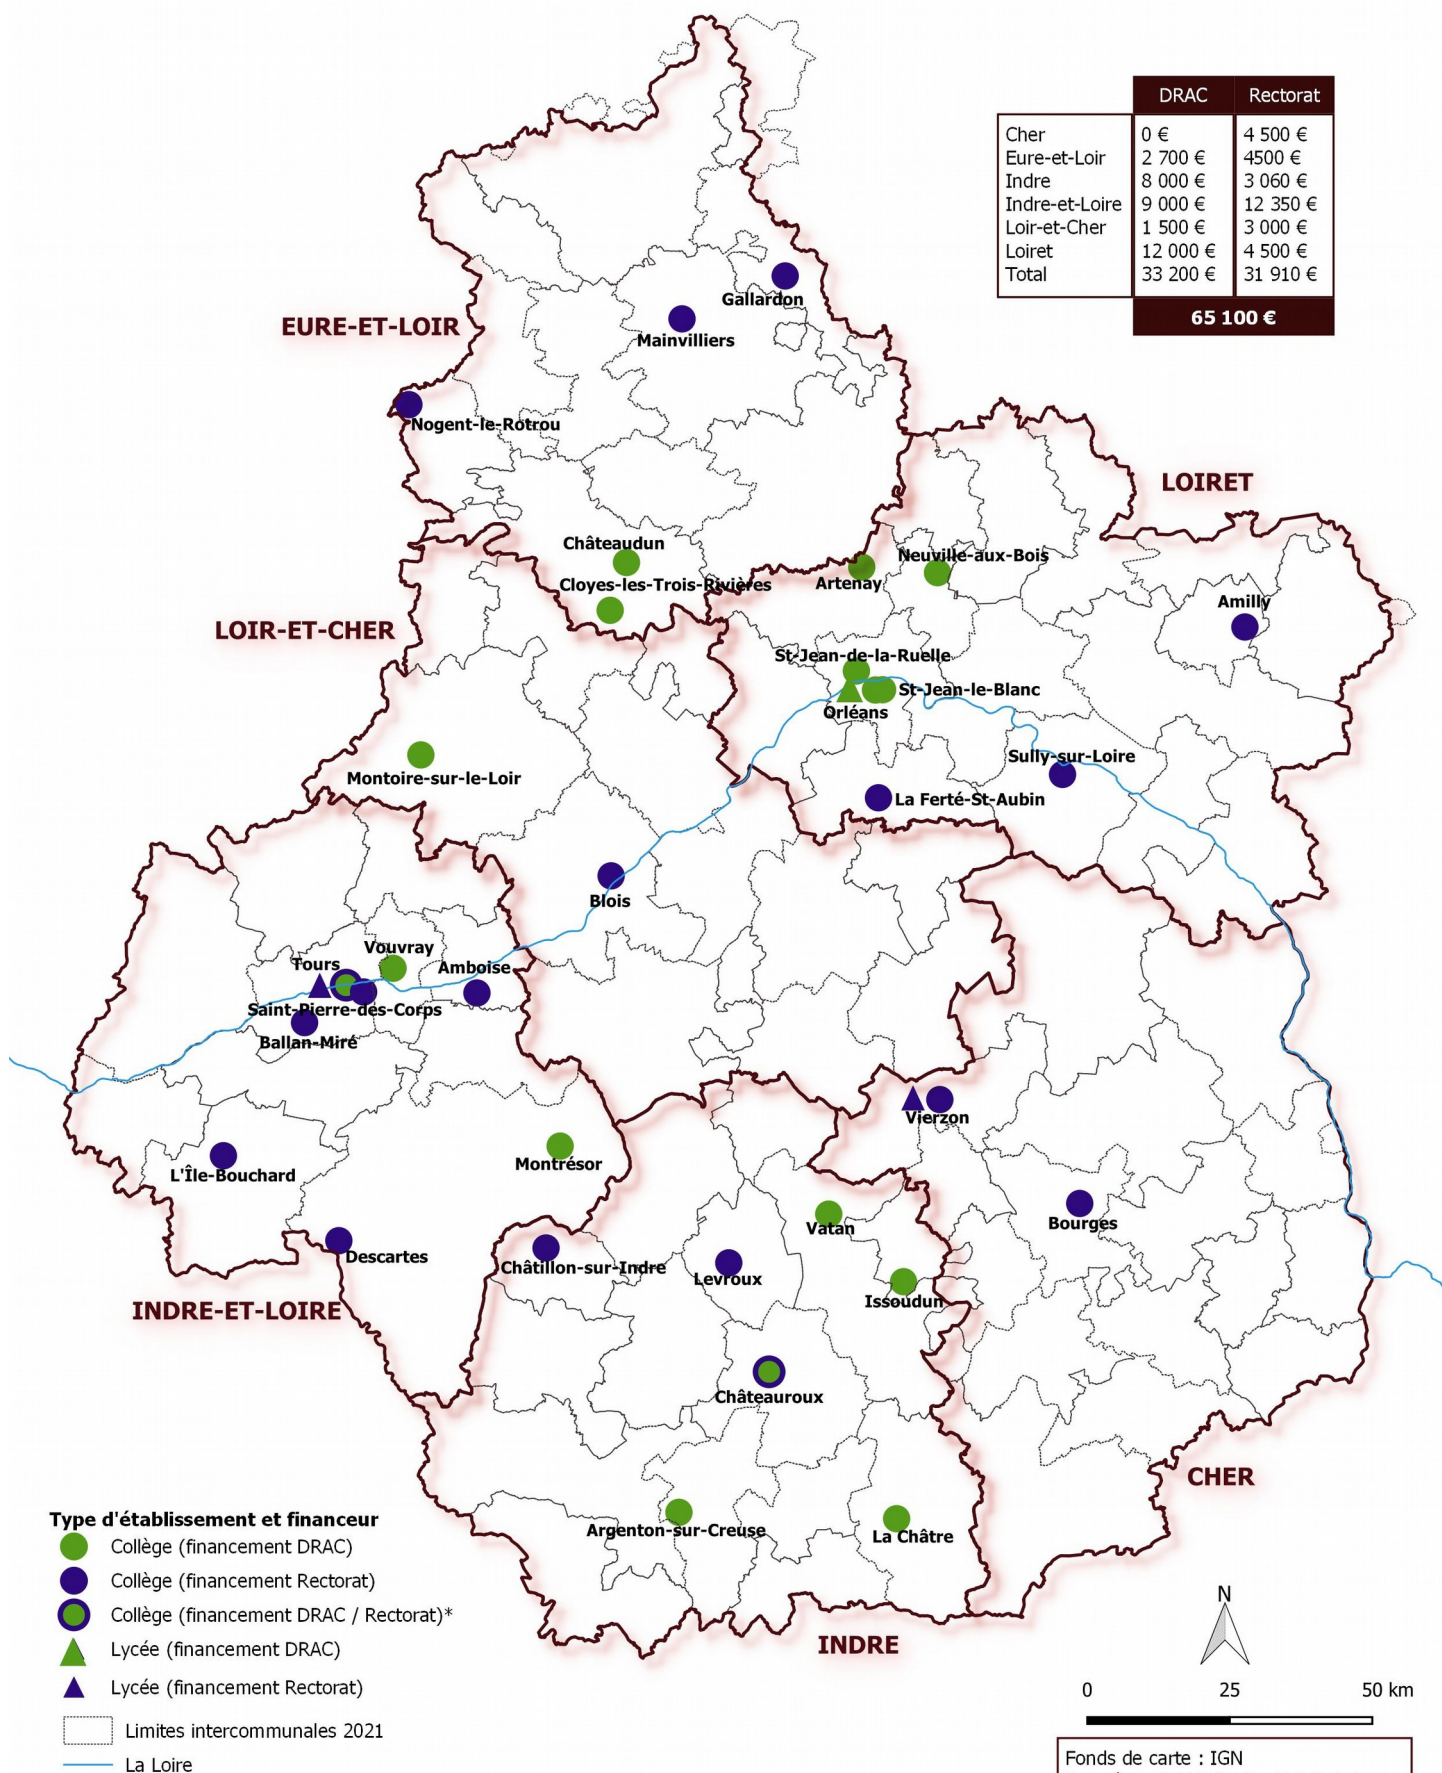 DRAC Rectorat
Cher 0 € 4 500 €
Eure-et-Loir 2 700 € 4500 €
Indre 8 000 € 3 060 €
Indre-et-Loire 9 000 € 12 350 €
Loir-et-Cher 1 500 € 3 000 €
Loiret 12 000 € 4 500 €
Total 33 200 € 31 910 €
65 100 €
Gallardon
EURE-ET-LOIR
Mainvilliers
Nogent-le-Rotrou
LOIRET
Châteaudun
Neuville-aux-Bois
Cloyes-les-Trois-Rivières
Artenay
Amilly
LOIR-ET-CHER
St-Jean-de-la-Ruelle
St-Jean-le-Blanc
Orléans
Sully-sur-Loire
Montoire-sur-le-Loir
La Ferté-St-Aubin
Blois
Vouvray
Tours
Amboise
Saint-Pierre-des-Corps
Ballan-Miré
Vierzon
Montrésor
L'Île-Bouchard
Bourges
Vatan
Descartes
Châtillon-sur-Indre
Levroux
Issoudun
INDRE-ET-LOIRE
Châteauroux
CHER
Argenton-sur-Creuse
La Châtre
INDRE
Type d'établissement et financeur
Collège (financement DRAC)
Collège (financement Rectorat)
Collège (financement DRAC / Rectorat)*
Lycée (financement DRAC)
Lycée (financement Rectorat)
Limites intercommunales 2021
La Loire
N
0 25 50 km
Fonds de carte : IGN